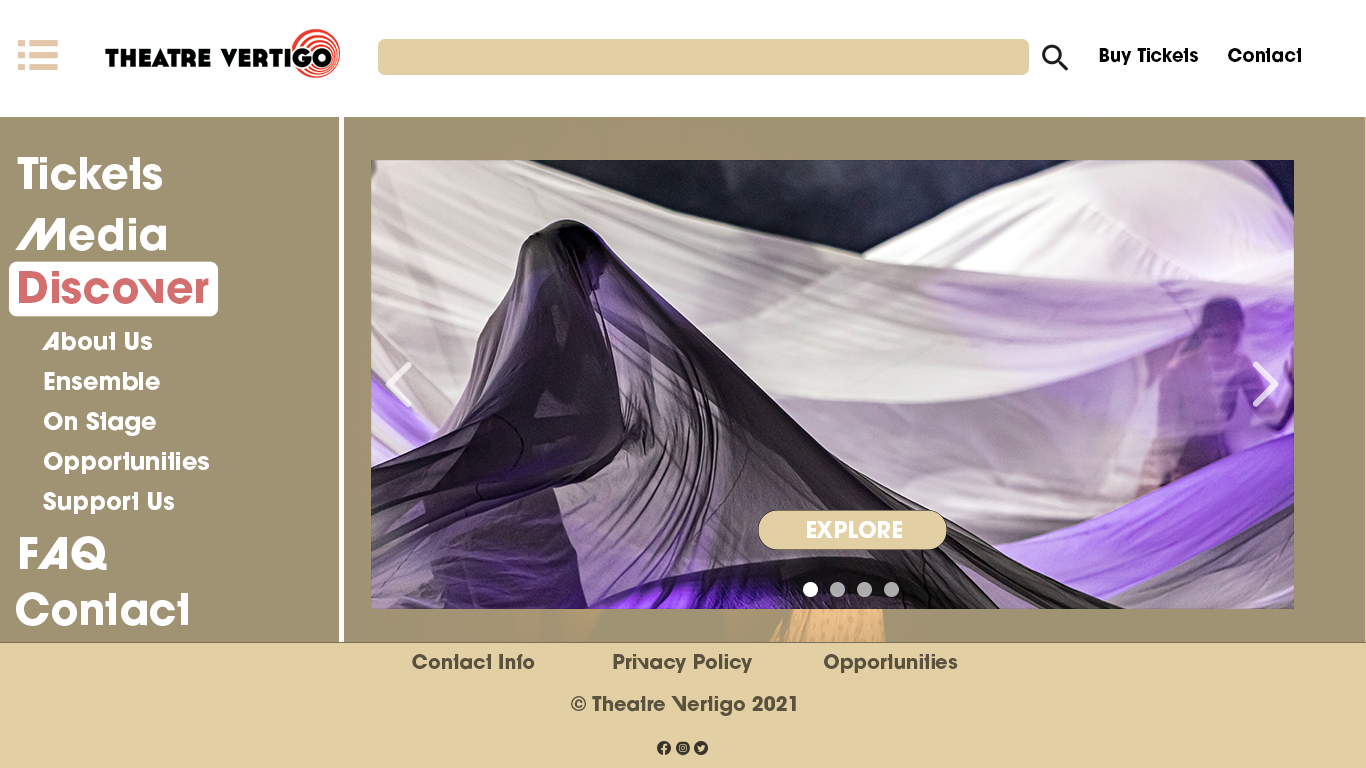 THEATRE VERTIGO
Buy Tickets
Contact
Tickets
Media
Discover
About Us
Ensemble
On Stage
Opportunities
Support Us
FAQ
Contact
EXPLORE
Contact Info
Privacy Policy
Opportunities
© Theatre Vertigo 2021